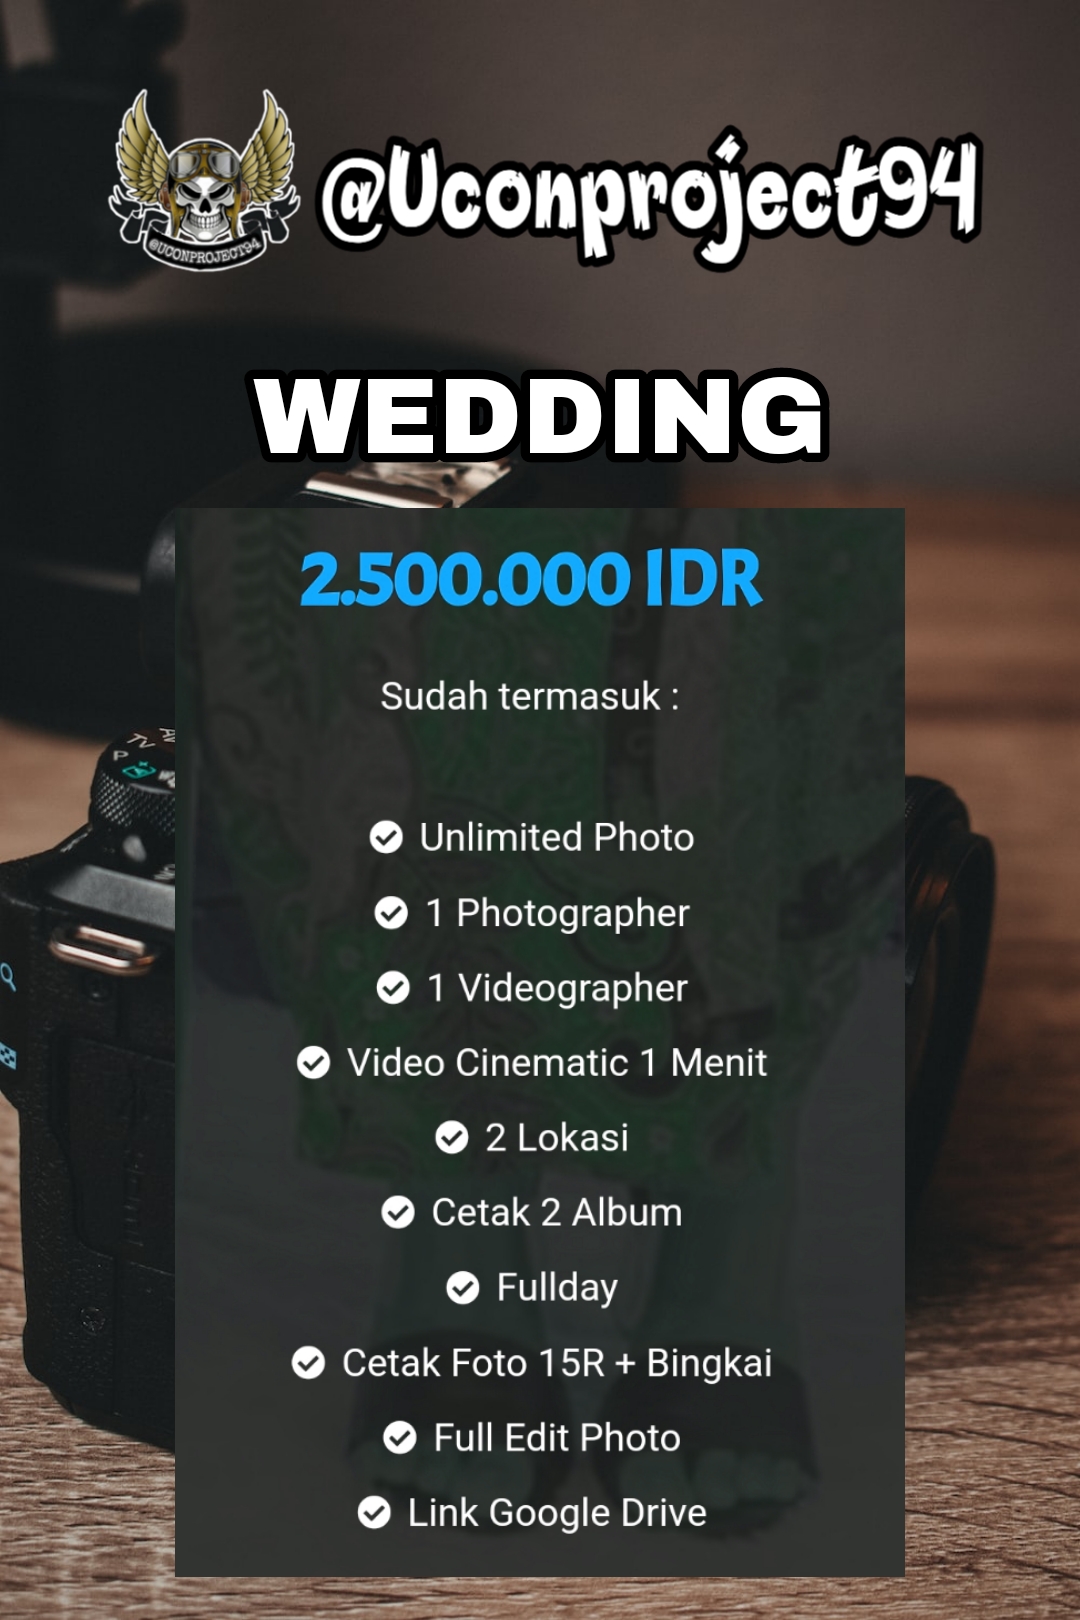 @UCONPROJECT94
@Uconproject94
WEDDING
2.500.000 IDR
Sudah termasuk :
Unlimited Photo
1 Photographer
1 Videographer
Video Cinematic 1 Menit
2 Lokasi
Cetak 2 Album
Fullday
Cetak Foto 15R + Bingkai
Full Edit Photo
Link Google Drive
Tv
P